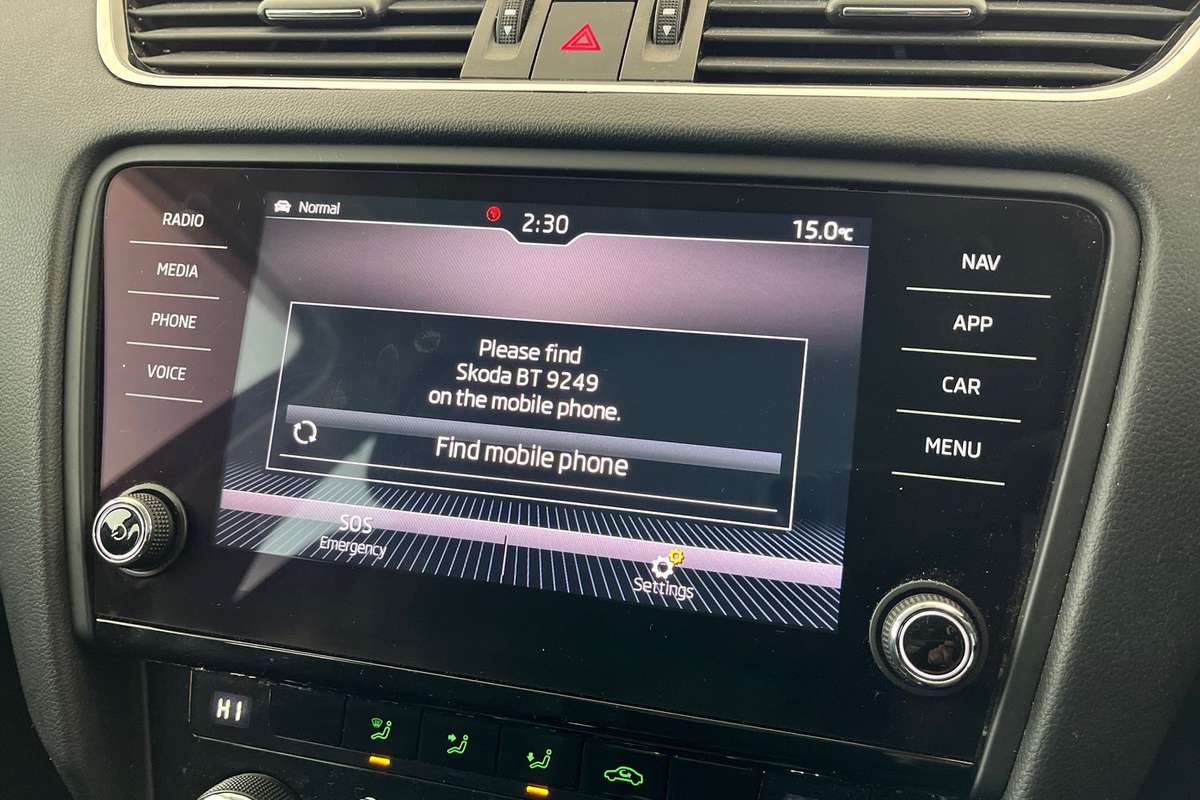 Normal
2:30
15.0°C
RADIO
MEDIA
PHONE
VOICE
NAV
APP
CAR
MENU
Please find
Skoda BT 9249
on the mobile phone.
Find mobile phone
SOS
Emergency
Settings
HI